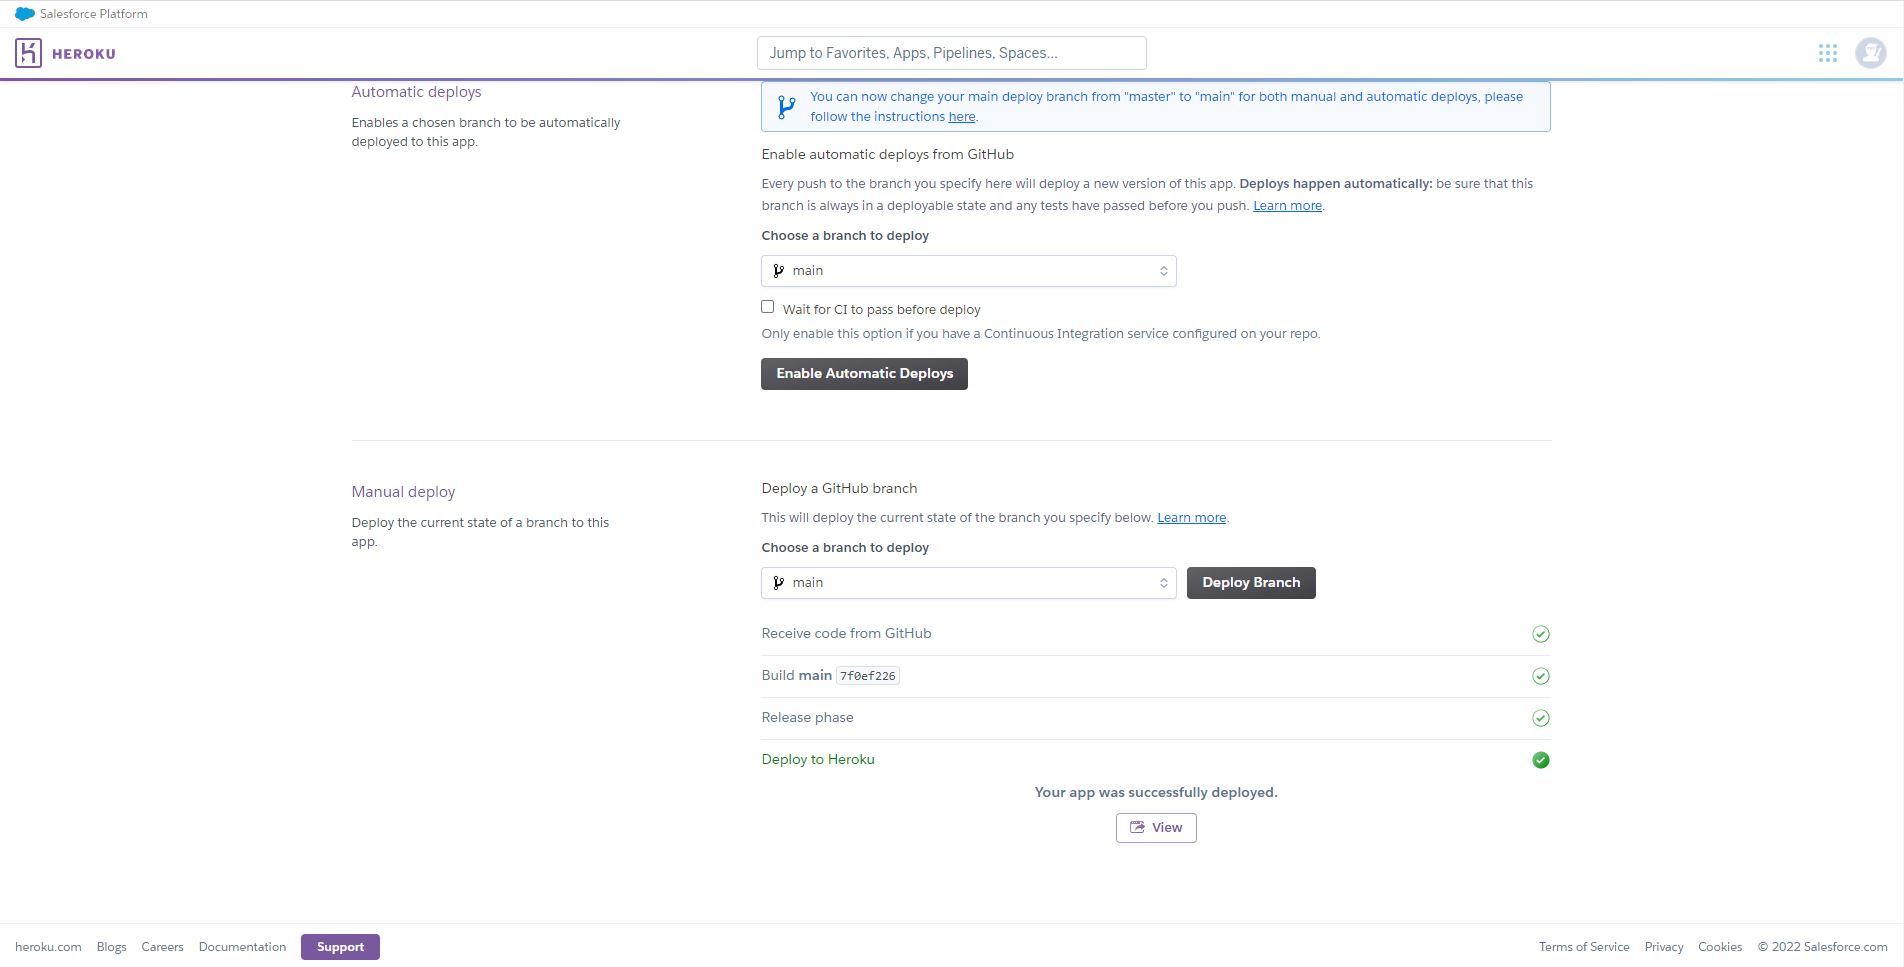 Salesforce Platform
HEROKU
Jump to Favorites, Apps, Pipelines, Spaces...
Automatic deploys
Enables a chosen branch to be automatically
deployed to this app.
You can now change your main deploy branch from "master" to "main" for both manual and automatic deploys, please
follow the instructions here.
Enable automatic deploys from GitHub
Every push to the branch you specify here will deploy a new version of this app. Deploys happen automatically: be sure that this
branch is always in a deployable state and any tests have passed before you push. Learn more.
Choose a branch to deploy
main
Wait for CI to pass before deploy
Only enable this option if you have a Continuous Integration service configured on your repo.
Enable Automatic Deploys
Manual deploy
Deploy the current state of a branch to this
app.
Deploy a GitHub branch
This will deploy the current state of the branch you specify below. Learn more.
Choose a branch to deploy
main
Deploy Branch
Receive code from GitHub
Build main 7f0ef226
Release phase
Deploy to Heroku
Your app was successfully deployed.
View
heroku.com Blogs Careers Documentation Support
Terms of Service Privacy Cookies © 2022 Salesforce.com